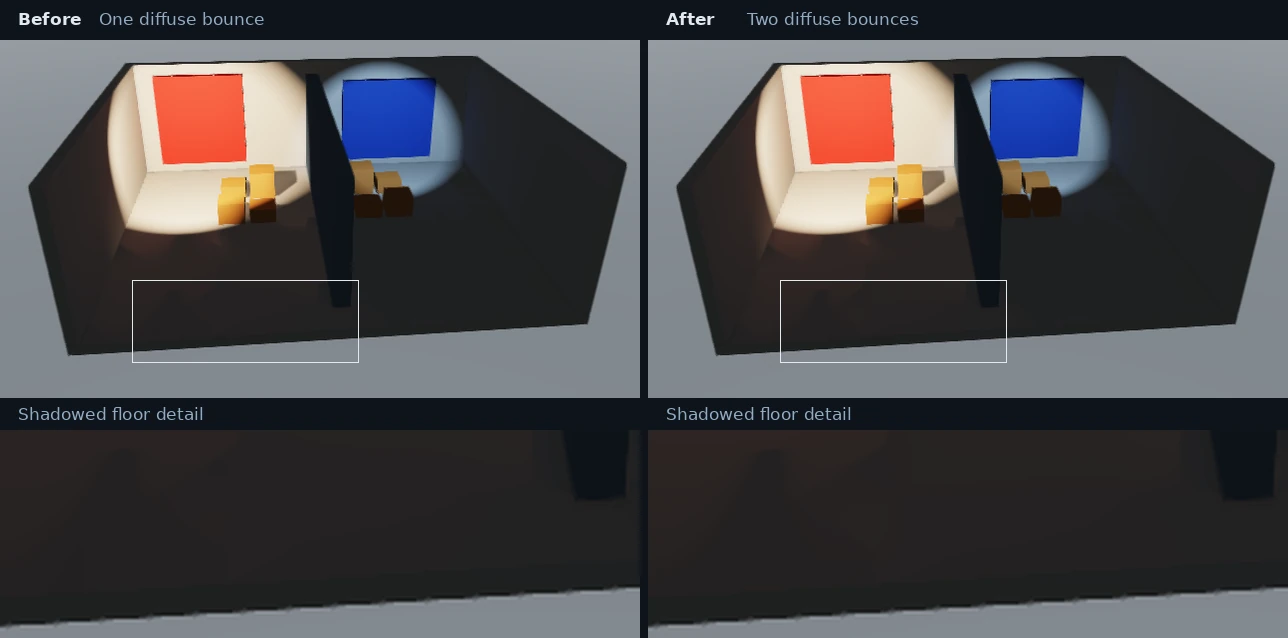 Before One diffuse bounce
After Two diffuse bounces
Shadowed floor detail
Shadowed floor detail